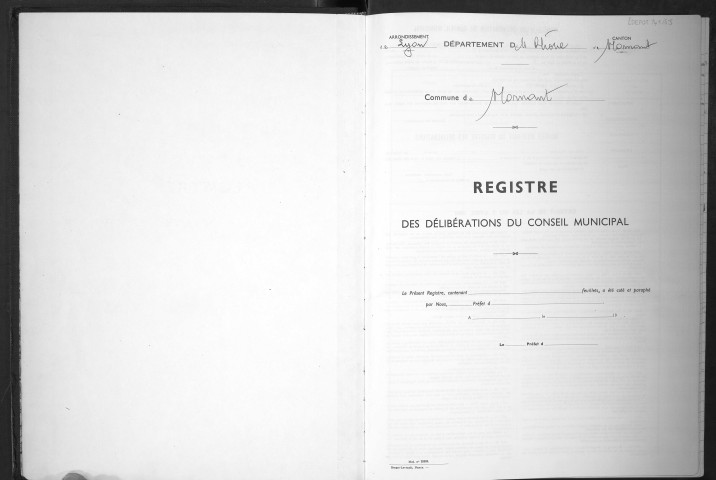 ARRONDISSEMENT
CANTON
de Lyon DÉPARTEMENT du Rhône de Mornant
Commune de Mornant
REGISTRE
DES DÉLIBÉRATIONS DU CONSEIL MUNICIPAL
Le Présent Registre, contenant feuillets, a été coté et paraphé
par Nous, Préfet d
A le 19
Le Préfet d